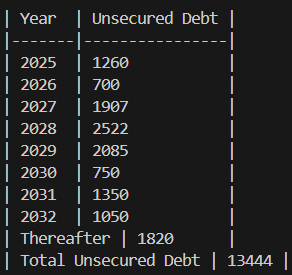 | Year  | Unsecured Debt |
|-------|---------------|
| 2025  | 1260          |
| 2026  | 700           |
| 2027  | 1907          |
| 2028  | 2522          |
| 2029  | 2085          |
| 2030  | 750           |
| 2031  | 1350          |
| 2032  | 1050          |
| Thereafter | 1820     |
| Total Unsecured Debt | 13444 |